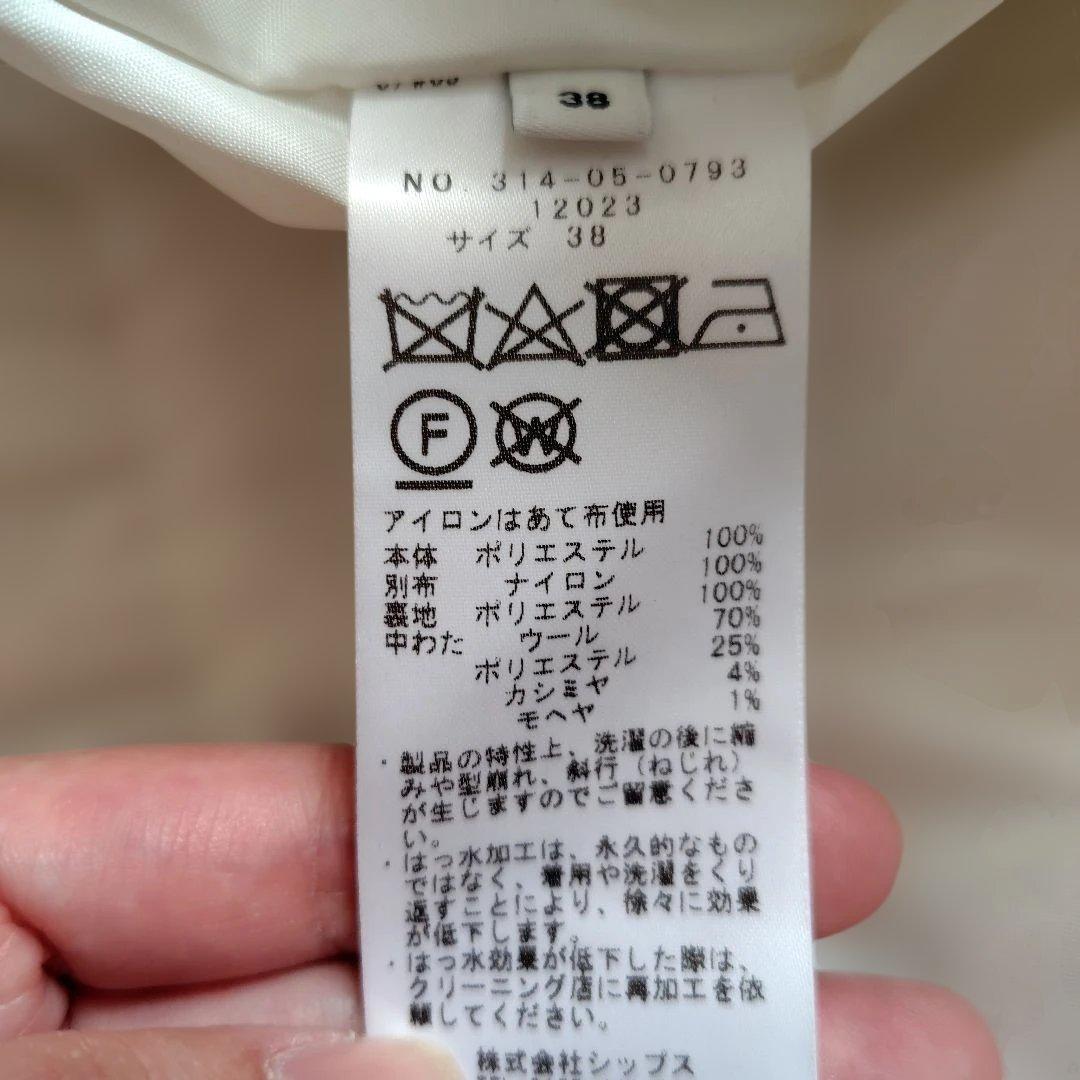 38
NO. 314-05-0793
12023
サイズ 38
F
W
アイロンはあて布使用
本体 ポリエステル 100%
別布 ナイロン 100%
裏地 ポリエステル 100%
中わた ウール 70%
ポリエステル 25%
カシミヤ 4%
モヘヤ 1%
・製品の特性上、洗濯の後に縮
みや型崩れ、斜行（ねじれ）
が生じますのでご留意くださ
い。
・はっ水加工は、永久的なもの
ではなく、着用や洗濯をくり
返すことにより、徐々に効果
が低下します。
・はっ水効果が低下した際は、
クリーニング店に再加工を依
頼してください。
株式会社シップス